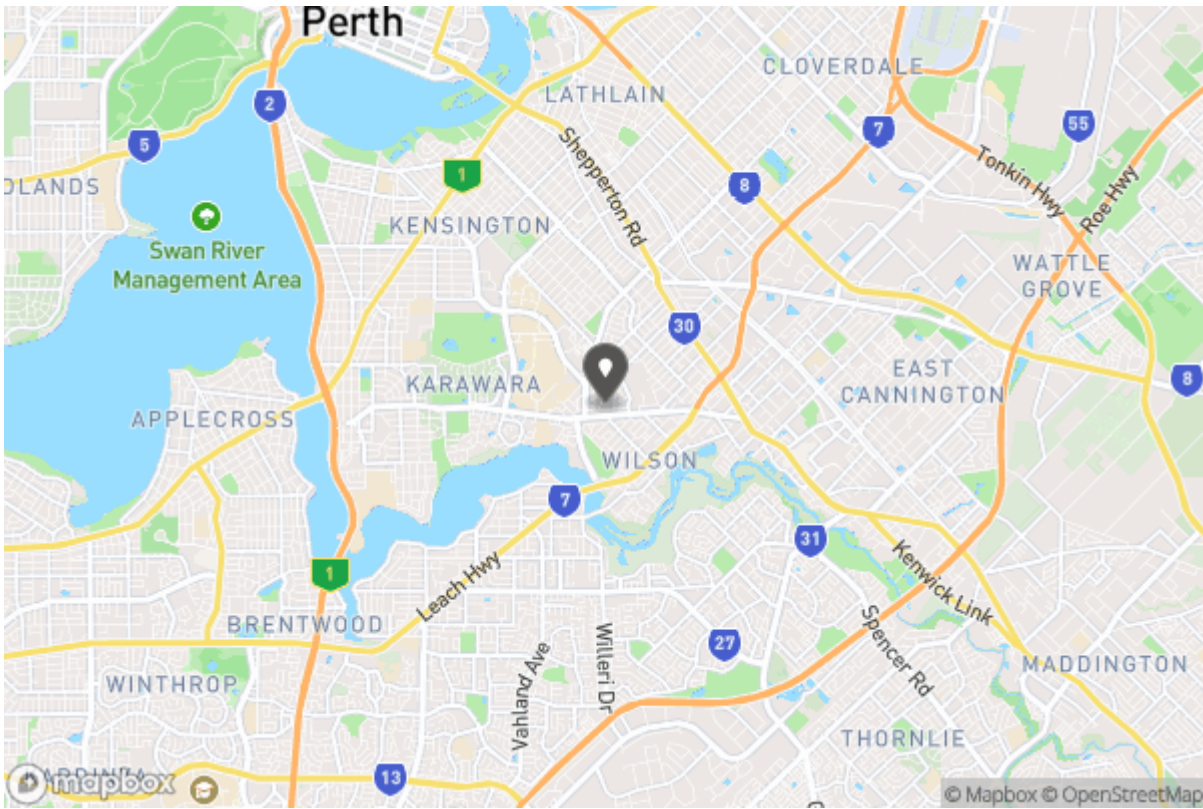 Perth
CLOVERDALE
LATHLAIN
2
5
7
55
DLANDS
1
8
Shepperton Rd
Tonkin Hwy
Roe Hwy
KENSINGTON
Swan River
Management Area
WATTLE
GROVE
30
KARAWARA
EAST
CANNINGTON
8
APPLECROSS
WILSON
7
31
1
Leach Hwy
Kenwick Link
BRENTWOOD
27
Willeri Dr
Vahland Ave
Spencer Rd
MADDINGTON
WINTHROP
THORNLIE
13
mapbox
© Mapbox © OpenStreetMap